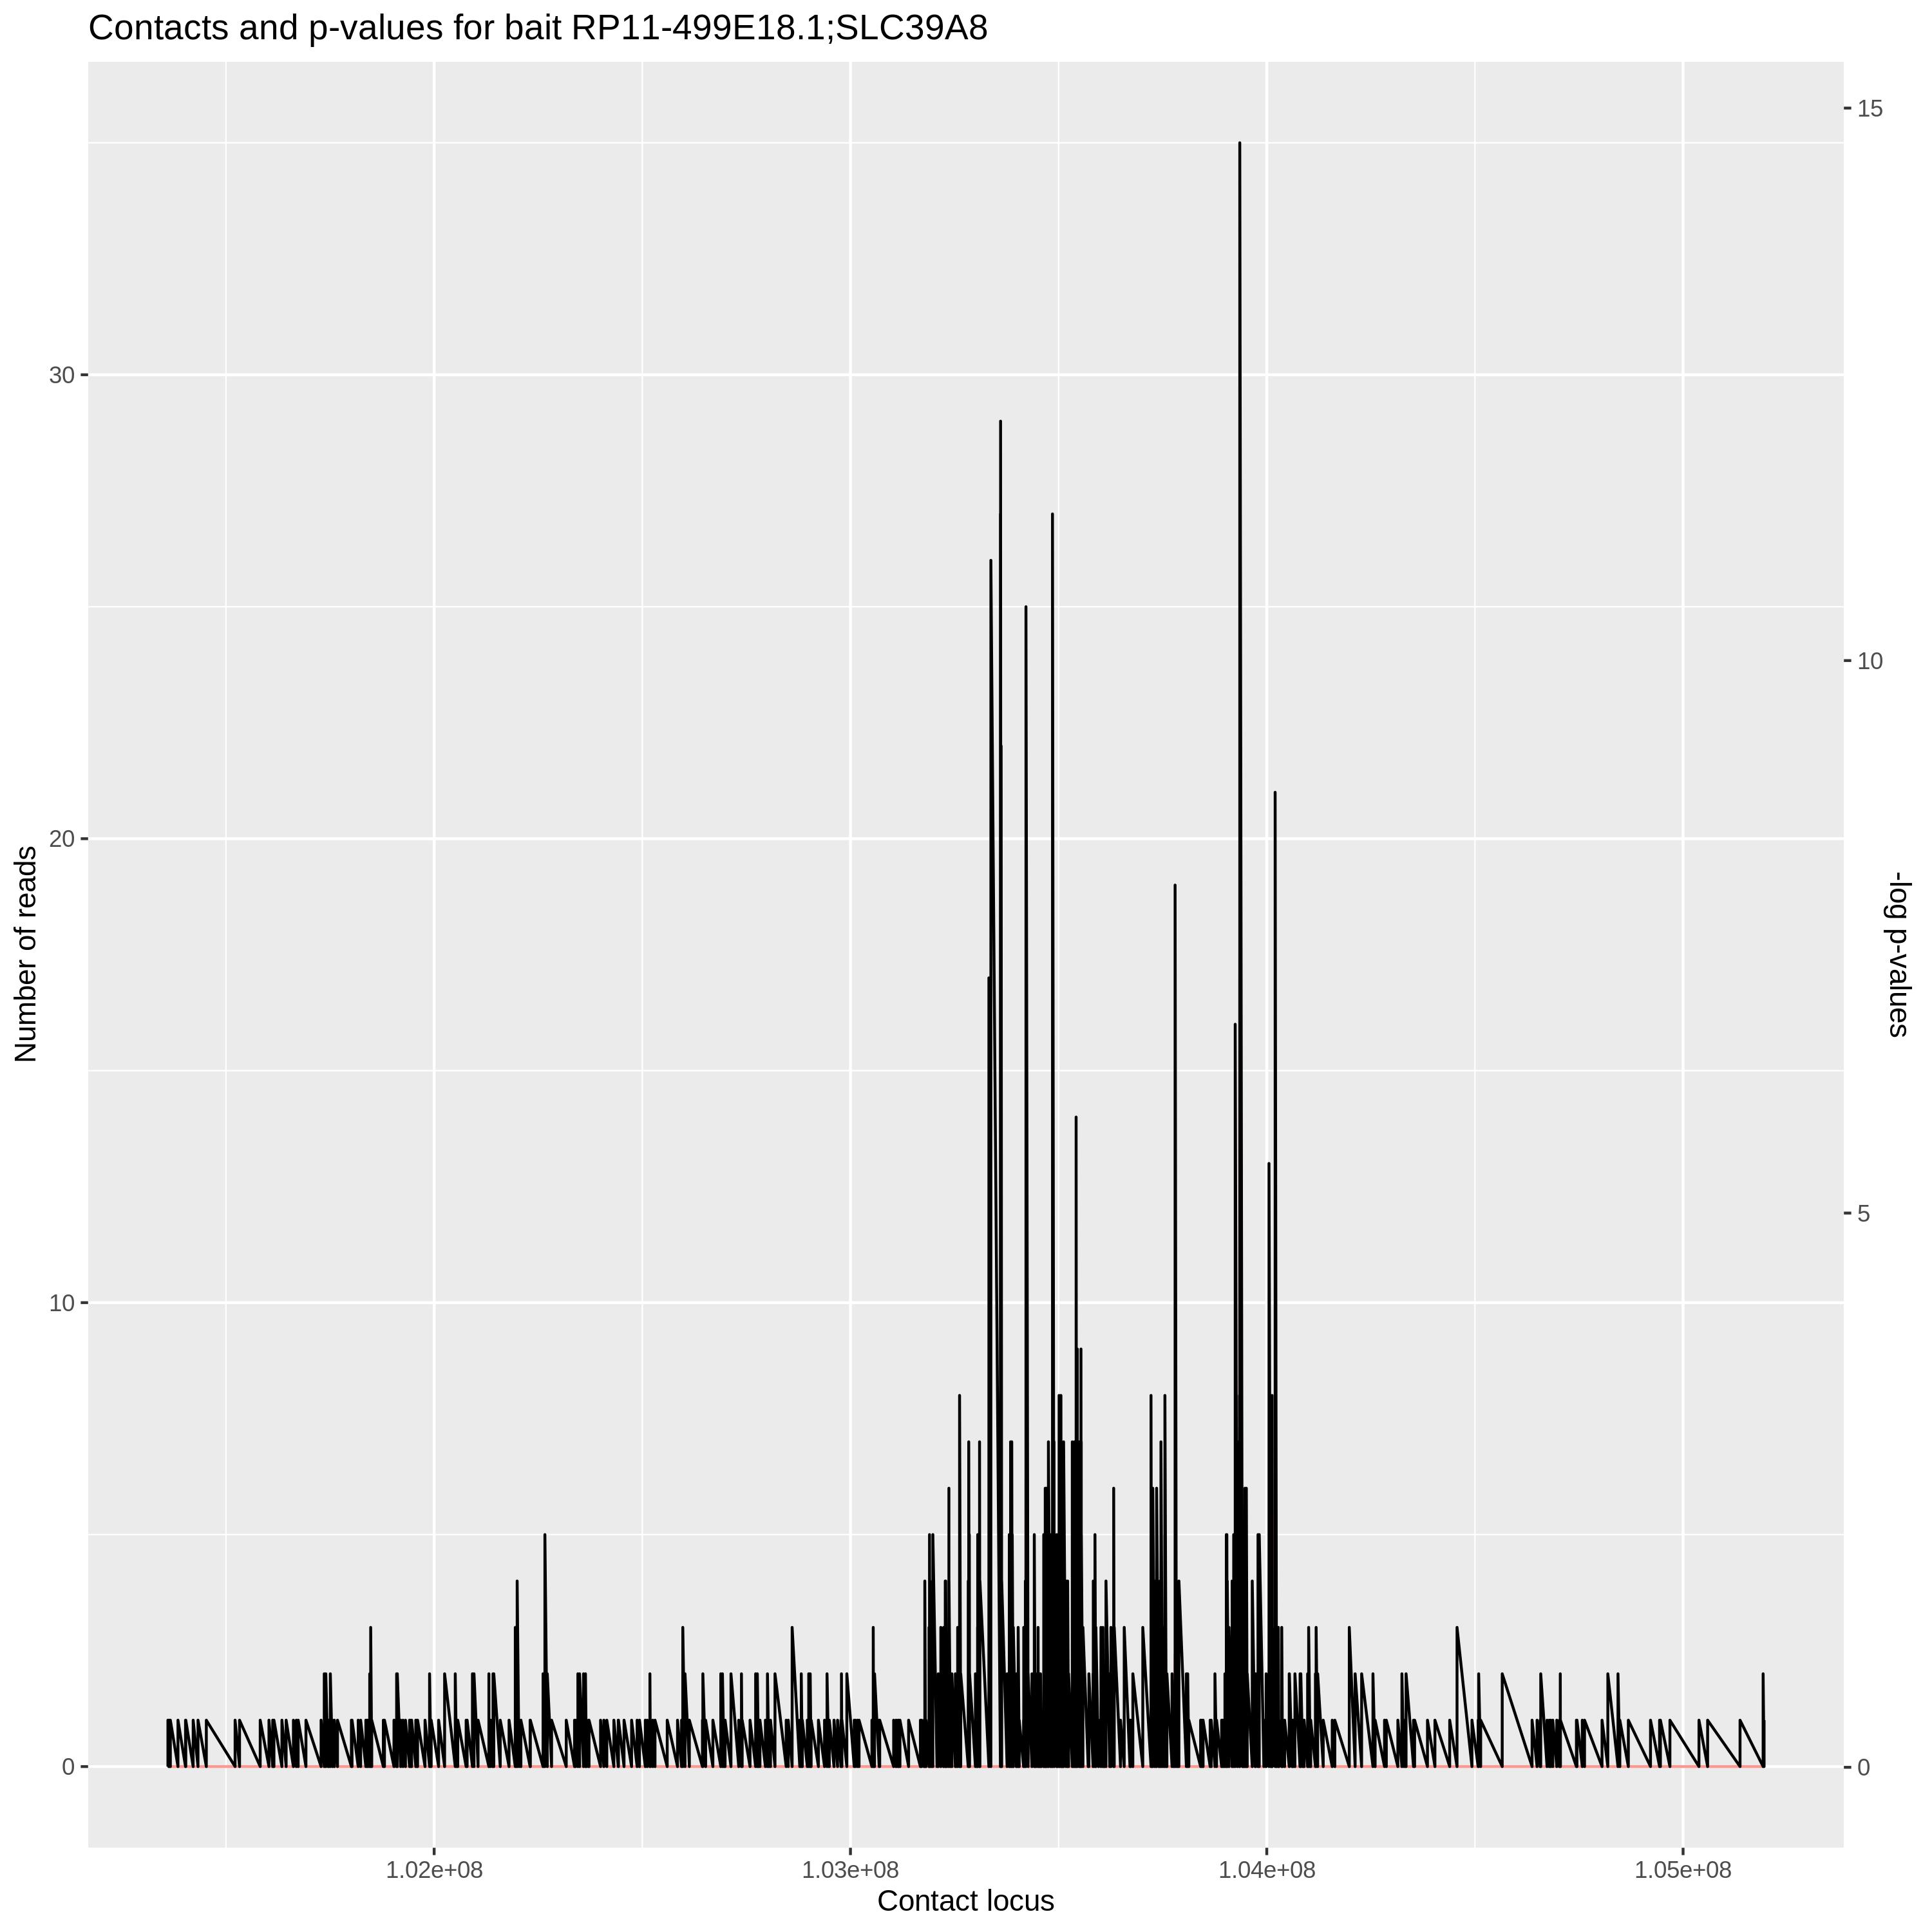 Contacts and p-values for bait RP11-499E18.1;SLC39A8
15
30
10
20
Number of reads
-log p-values
5
10
0
0
1.02e+08
1.03e+08
1.04e+08
1.05e+08
Contact locus